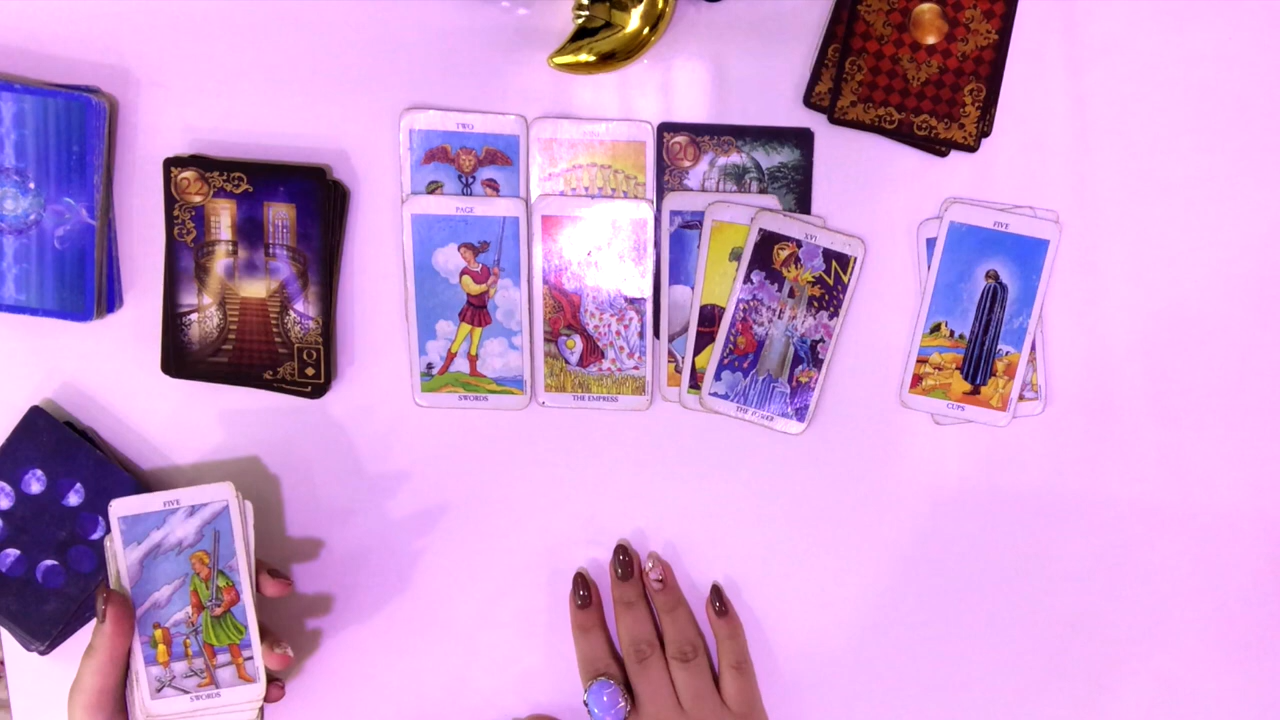 TWO
20
22
PAGE
XVI
FIVE
SWORDS
THE EMPRESS
THE TOWER
CUPS
Q
FIVE
SWORDS